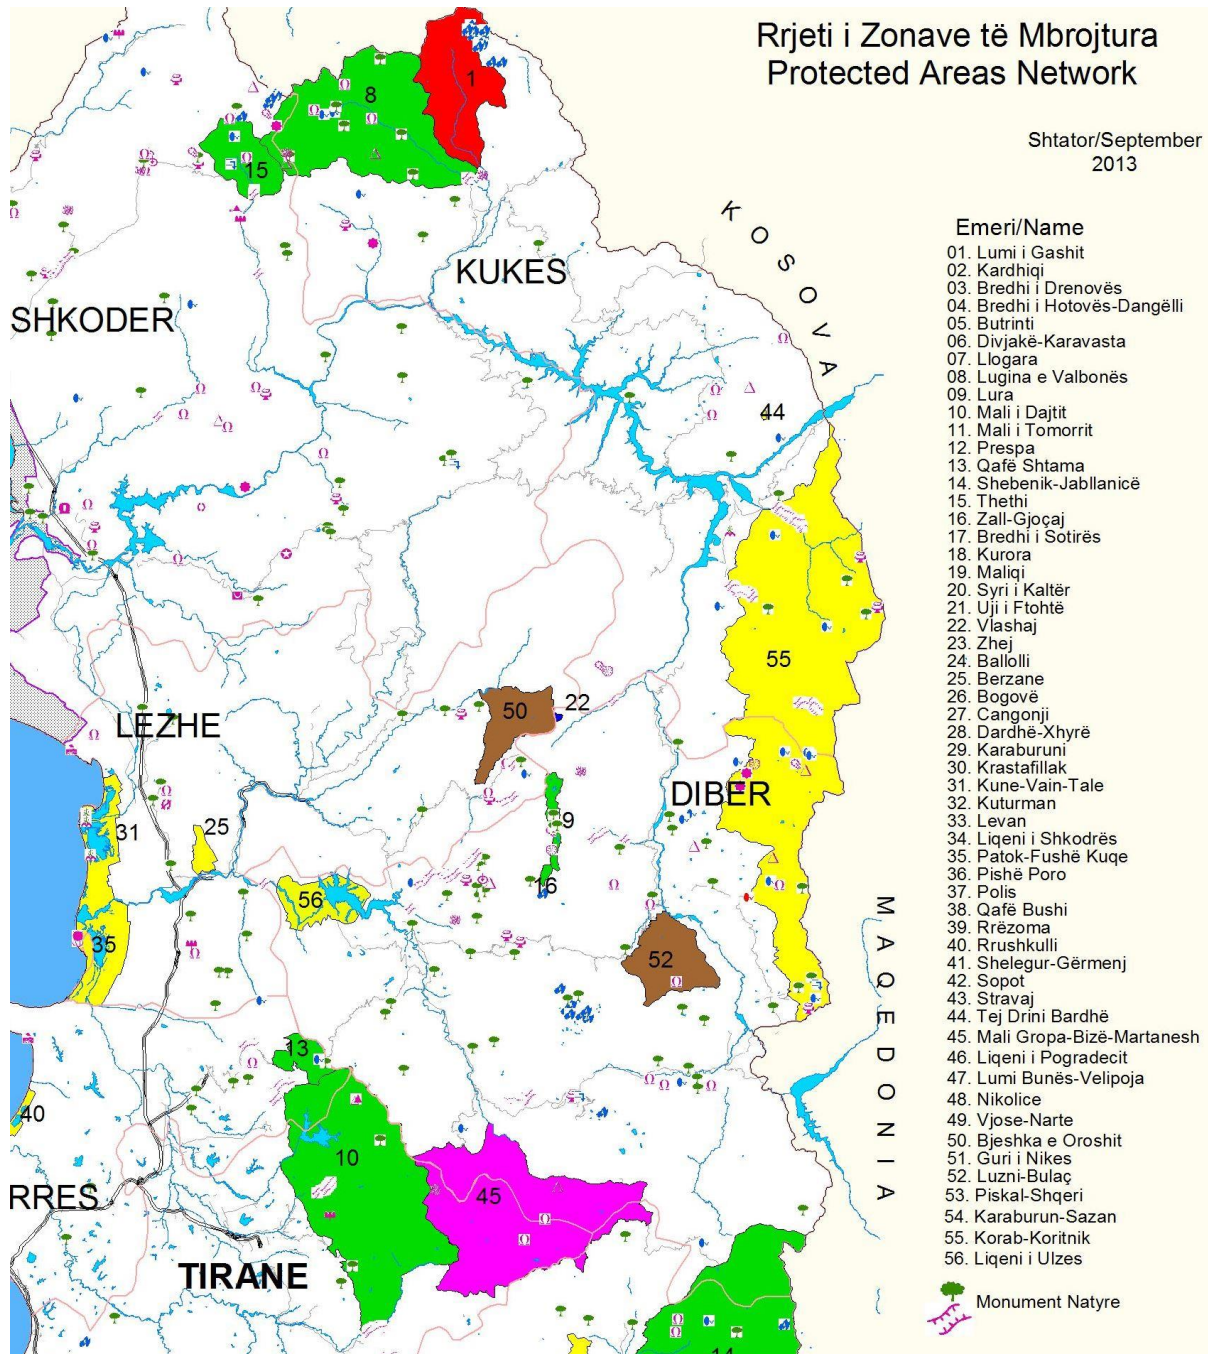 Rrjeti i Zonave të Mbrojtura
Protected Areas Network
Shtator/September
2013
Emeri/Name
01. Lumi i Gashit
02. Kardhiqi
03. Bredhi i Drenovës
04. Bredhi i Hotovës-Dangëlli
05. Butrinti
06. Divjakë-Karavasta
07. Llogara
08. Lugina e Valbonës
09. Lura
10. Mali i Dajtit
11. Mali i Tomorrit
12. Prespa
13. Qafë Shtama
14. Shebenik-Jabllanicë
15. Thethi
16. Zall-Gjoçaj
17. Bredhi i Sotirës
18. Kurora
19. Maliqi
20. Syri i Kaltër
21. Uji i Ftohtë
22. Vlashaj
23. Zhej
24. Ballolli
25. Berzane
26. Bogovë
27. Cangonji
28. Dardhë-Xhyrë
29. Karaburuni
30. Krastafillak
31. Kune-Vain-Tale
32. Kuturman
33. Levan
34. Liqeni i Shkodrës
35. Patok-Fushë Kuqe
36. Pishë Poro
37. Polis
38. Qafë Bushi
39. Rrëzoma
40. Rrushkulli
41. Shelegur-Gërmenj
42. Sopot
43. Stravaj
44. Tej Drini Bardhë
45. Mali Gropa-Bizë-Martanesh
46. Liqeni i Pogradecit
47. Lumi Bunës-Velipoja
48. Nikolice
49. Vjose-Narte
50. Bjeshka e Oroshit
51. Guri i Nikes
52. Luzni-Bulaç
53. Piskal-Shqeri
54. Karaburun-Sazan
55. Korab-Koritnik
56. Liqeni i Ulzes
Monument Natyre
1
8
15
KOSOVA
KUKES
SHKODER
44
55
50
22
LEZHE
DIBER
31
25
9
16
56
35
52
MAQEDONIA
13
40
10
45
RRES
TIRANE
14